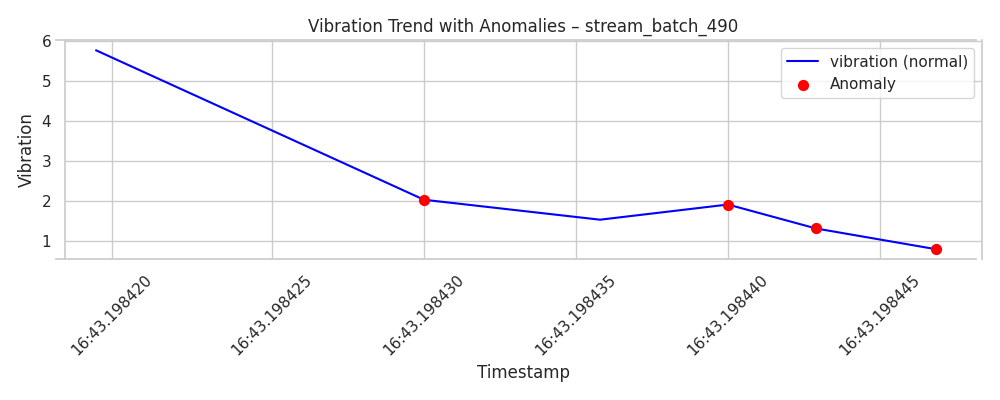 Vibration Trend with Anomalies – stream_batch_490
vibration (normal)
Anomaly
Vibration
6
5
4
3
2
1
16:43.198420
16:43.198425
16:43.198430
16:43.198435
16:43.198440
16:43.198445
Timestamp